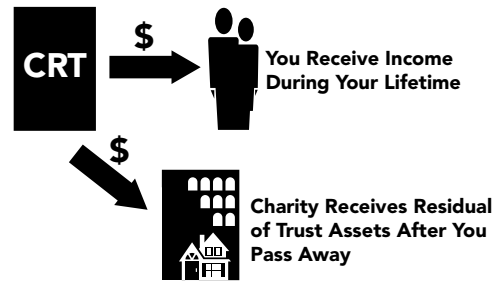 CRT
$
You Receive Income
During Your Lifetime
$
Charity Receives Residual
of Trust Assets After You
Pass Away